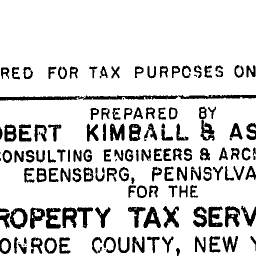 RED FOR TAX PURPOSES ON
PREPARED BY
OBERT KIMBALL & AS
CONSULTING ENGINEERS & ARC
EBENSBURG, PENNSYLVA
FOR THE
ROPERTY TAX SERV
ONROE COUNTY, NEW Y